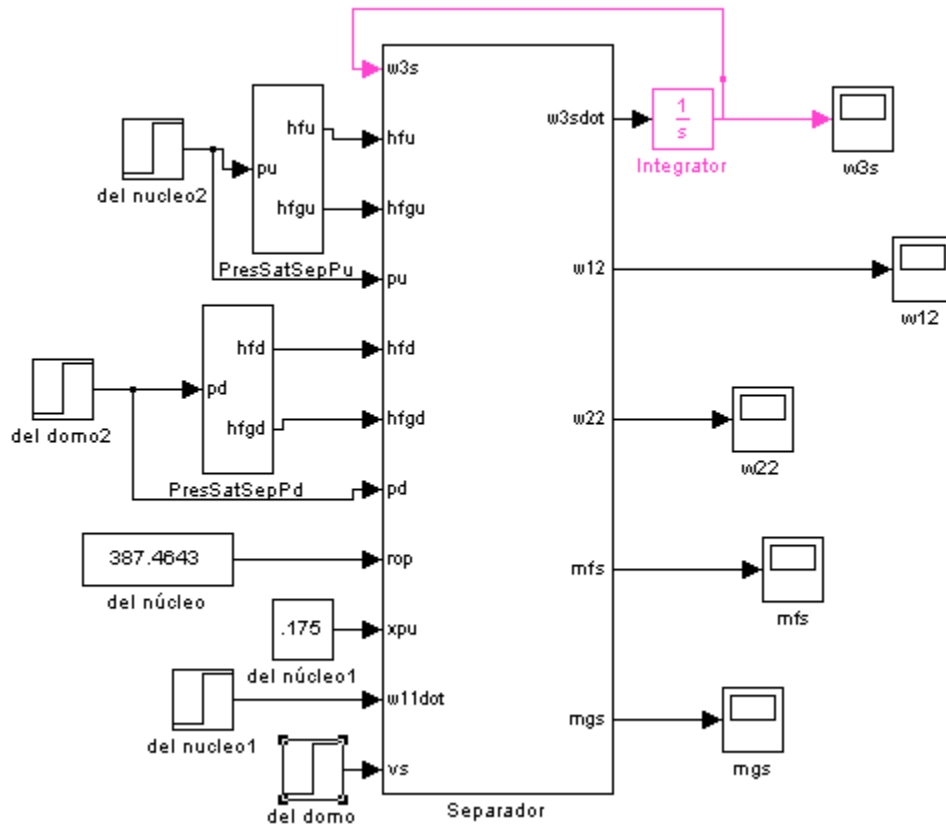 w3s
w3sdot
1
s
Integrator
w3s
hfu
hfu
pu
del nucleo2
hfgu
hfgu
PresSatSepPu
pu
w12
w12
hfd
hfd
pd
del domo2
hfgd
hfgd
w22
w22
PresSatSepPd
pd
387.4643
rop
mfs
del núcleo
mfs
.175
xpu
del núcleo1
w11dot
mgs
del nucleo1
mgs
vs
del domo
Separador